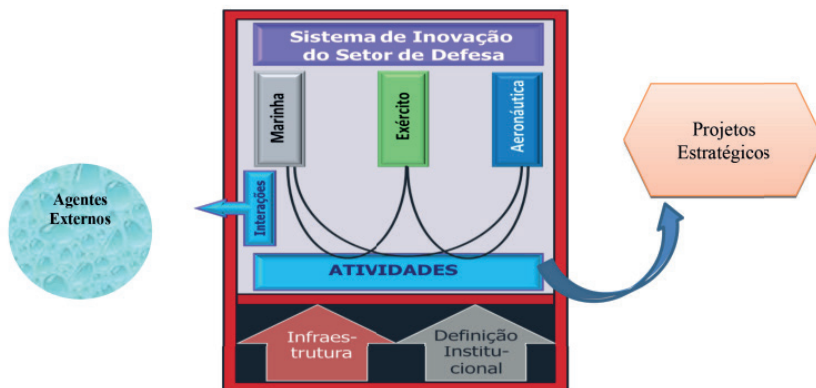 Sistema de Inovação
do Setor de Defesa
Marinha
Exército
Aeronáutica
Projetos
Estratégicos
Agentes
Externos
Interações
ATIVIDADES
Infraes-
trutura
Definição
Institu-
cional